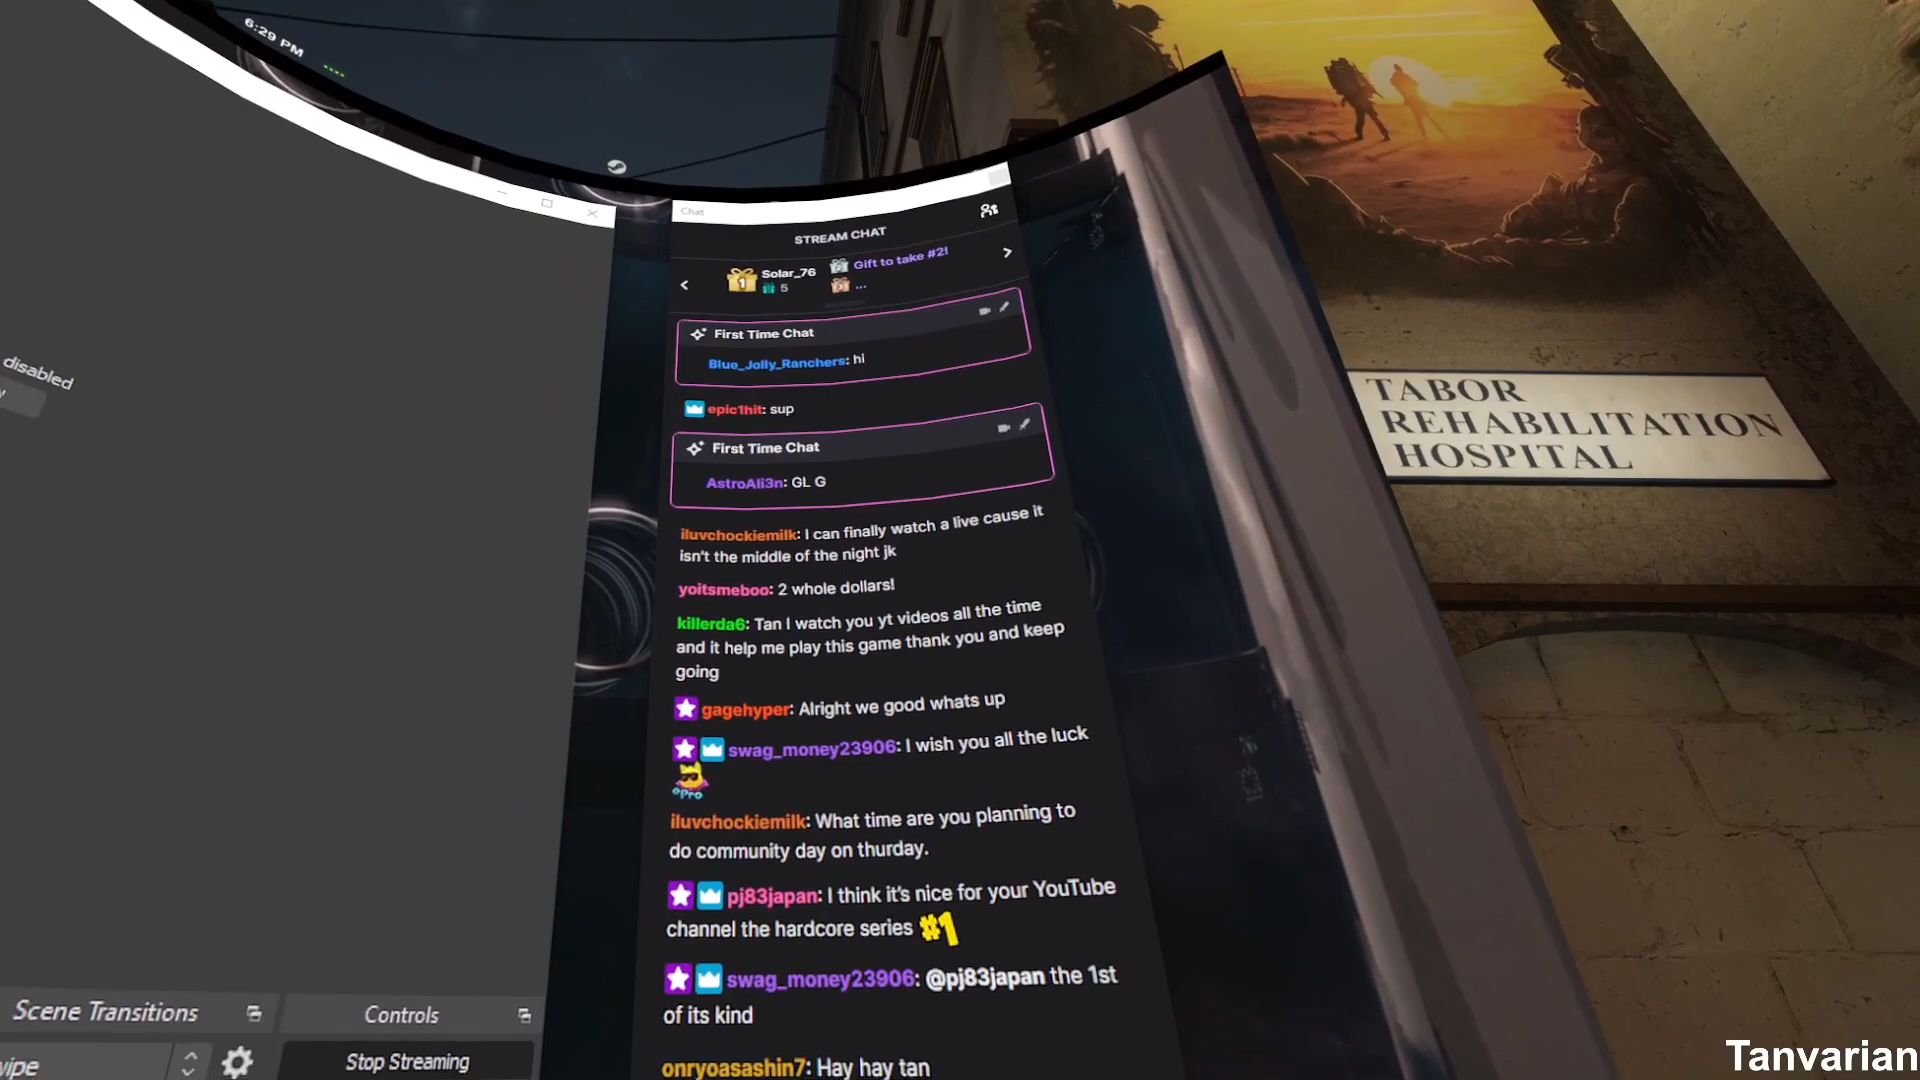 6:29 PM
disabled
Chat
STREAM CHAT
1 Solar_76
5
Gift to take #2!
...
First Time Chat
Blue_Jolly_Ranchers: hi
epic1hit: sup
First Time Chat
AstroAli3n: GL G
iluvchockiemilk: I can finally watch a live cause it
isn't the middle of the night jk
yoitsmeboo: 2 whole dollars!
killerda6: Tan I watch you yt videos all the time
and it help me play this game thank you and keep
going
gagehyper: Alright we good whats up
swag_money23906: I wish you all the luck
Pro
iluvchockiemilk: What time are you planning to
do community day on thurday.
pj83japan: I think it's nice for your YouTube
channel the hardcore series #1
swag_money23906: @pj83japan the 1st
of its kind
onryoasashin7: Hay hay tan
Scene Transitions
Controls
Stop Streaming
TABOR
REHABILITATION
HOSPITAL
Tanvarian